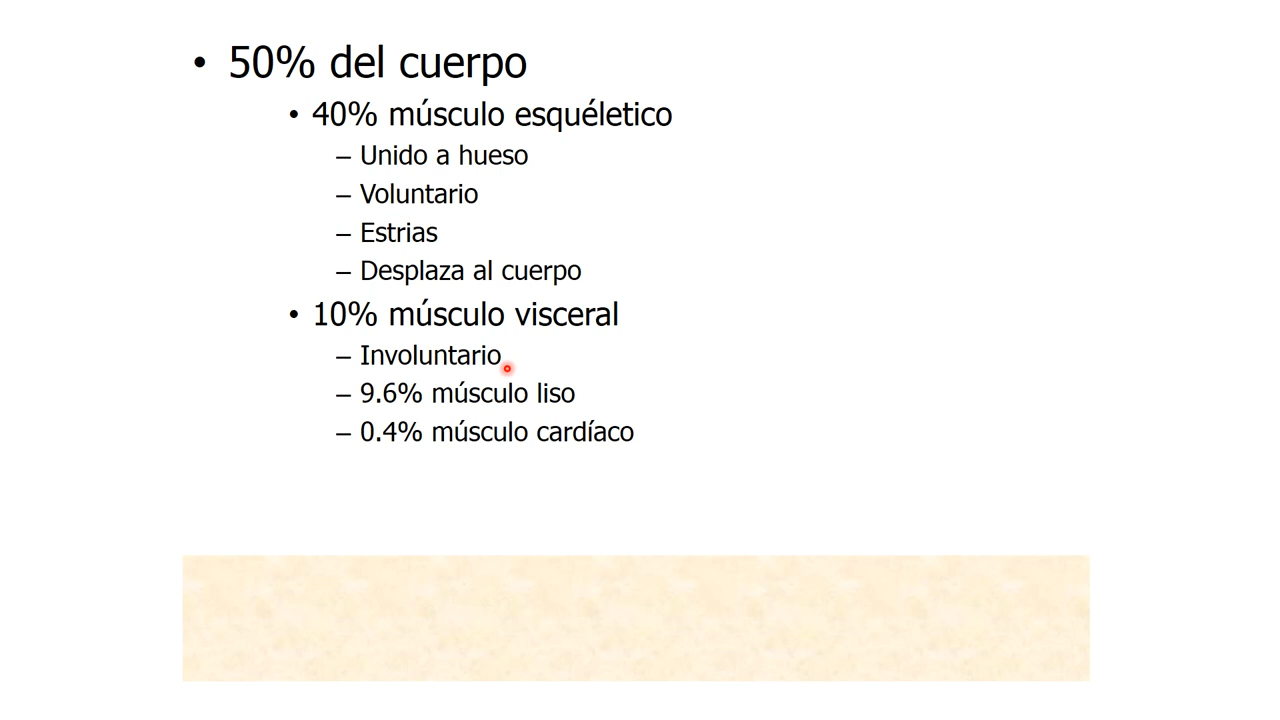 • 50% del cuerpo
• 40% músculo esquéletico
– Unido a hueso
– Voluntario
– Estrias
– Desplaza al cuerpo
• 10% músculo visceral
– Involuntario
– 9.6% músculo liso
– 0.4% músculo cardíaco